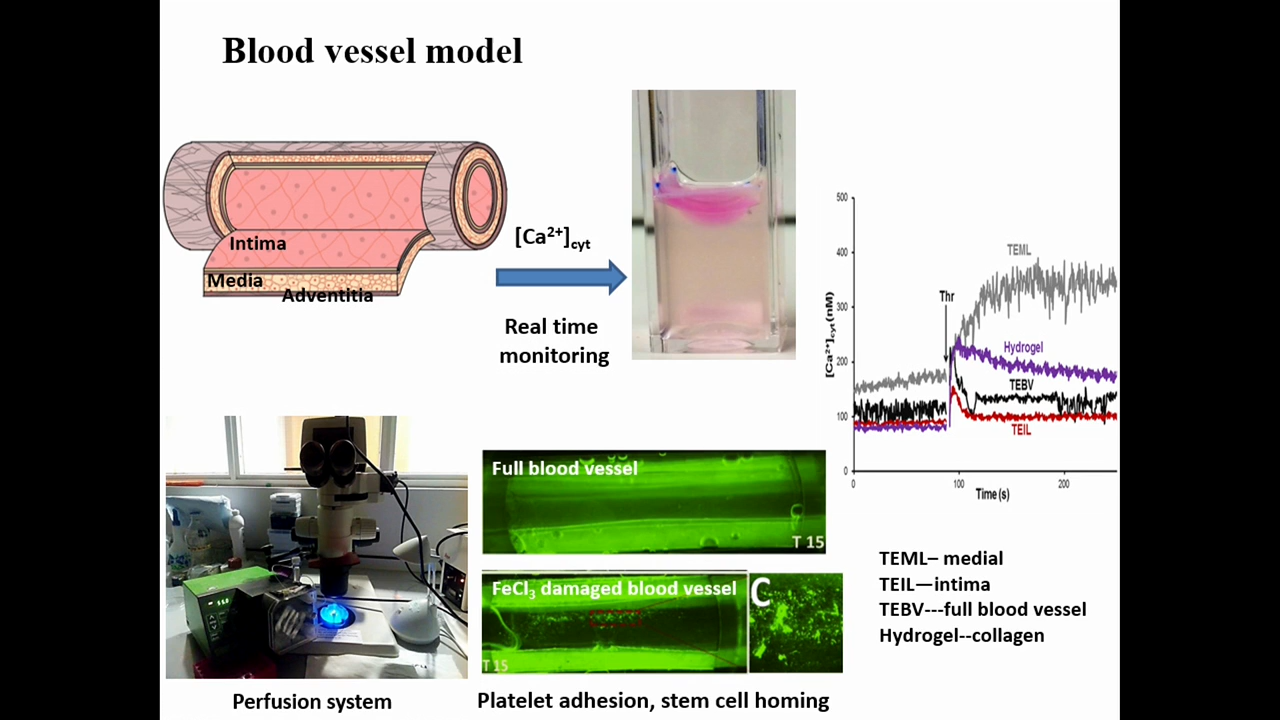 Blood vessel model
Intima
Media
Adventitia
[Ca²⁺]cyt
Real time
monitoring
[Ca²⁺]cyt(nM)
500
400
300
200
100
0
0
100
200
Time (s)
Thr
TEML
Hydrogel
TEBV
TEIL
Full blood vessel
T 15
FeCl₃ damaged blood vessel
T 15
C
TEML– medial
TEIL—intima
TEBV---full blood vessel
Hydrogel--collagen
Perfusion system
Platelet adhesion, stem cell homing